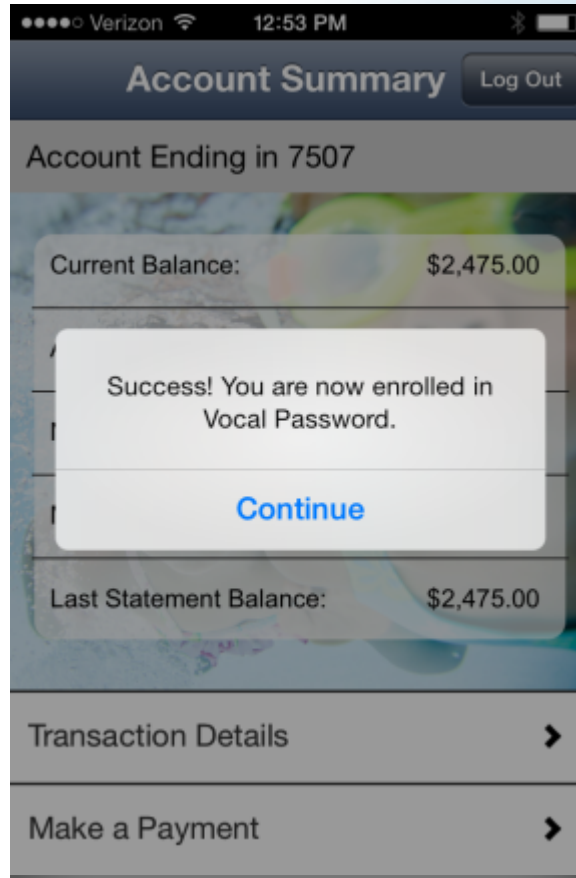 Verizon 12:53 PM
Account Summary Log Out
Account Ending in 7507
Current Balance: $2,475.00
Success! You are now enrolled in
Vocal Password.
Continue
Last Statement Balance: $2,475.00
Transaction Details
Make a Payment